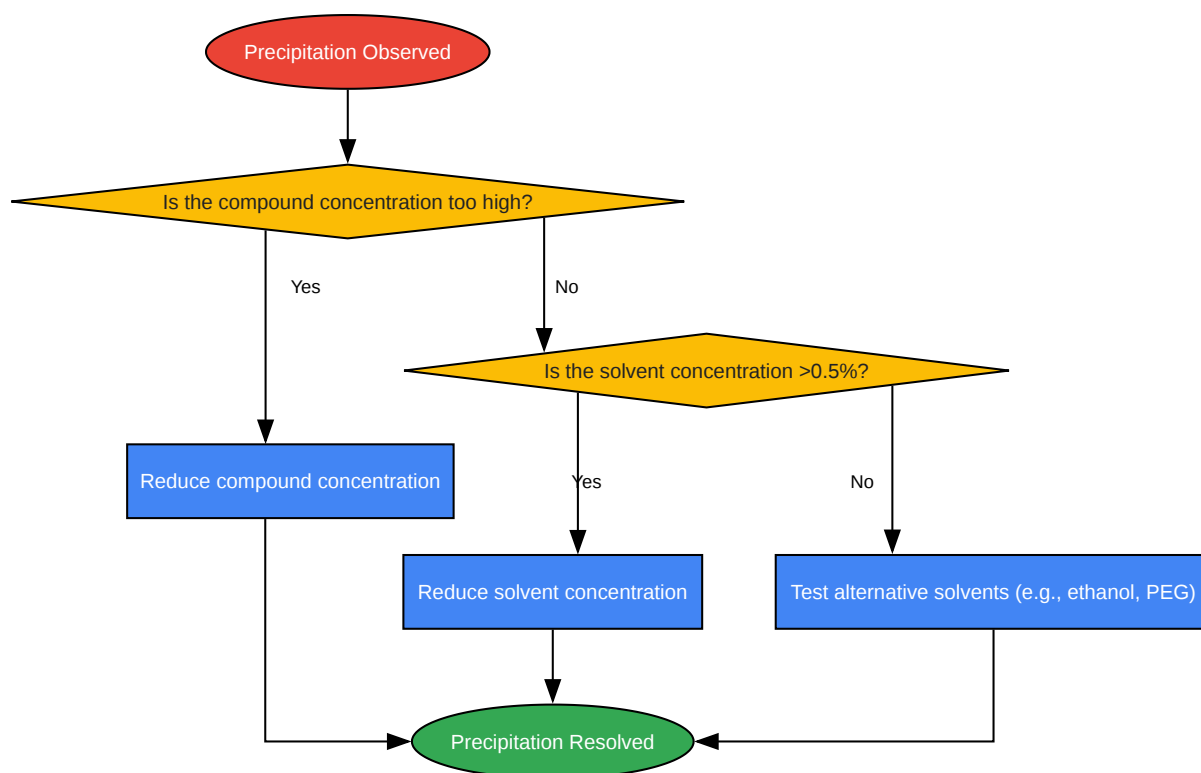 Precipitation Observed
Is the compound concentration too high?
Yes
No
Is the solvent concentration >0.5%?
Reduce compound concentration
Yes
No
Reduce solvent concentration
Test alternative solvents (e.g., ethanol, PEG)
Precipitation Resolved